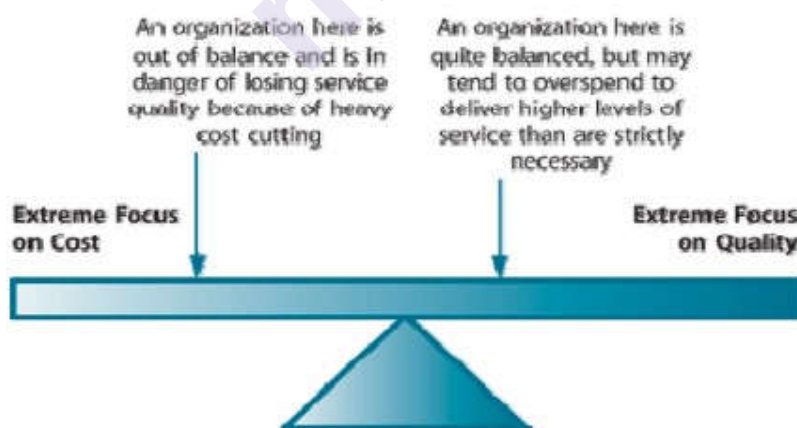 An organization here is
out of balance and is in
danger of losing service
quality because of heavy
cost cutting
An organization here is
quite balanced, but may
tend to overspend to
deliver higher levels of
service than are strictly
necessary
Extreme Focus
on Cost
Extreme Focus
on Quality